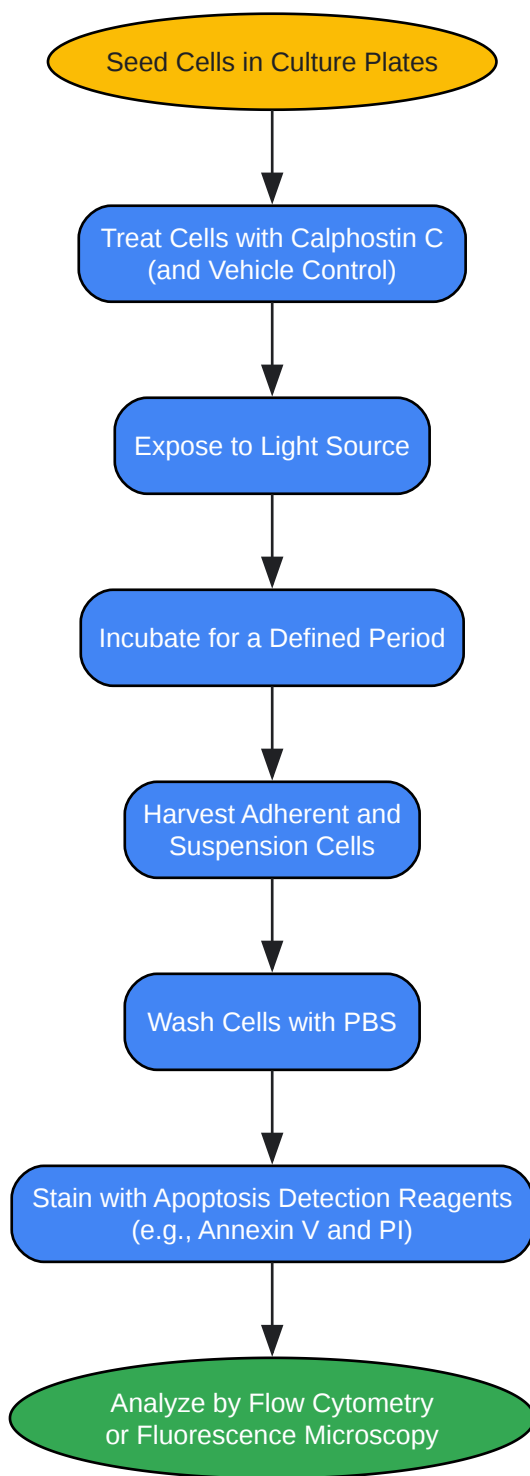 Seed Cells in Culture Plates
Treat Cells with Calphostin C
(and Vehicle Control)
Expose to Light Source
Incubate for a Defined Period
Harvest Adherent and
Suspension Cells
Wash Cells with PBS
Stain with Apoptosis Detection Reagents
(e.g., Annexin V and PI)
Analyze by Flow Cytometry
or Fluorescence Microscopy